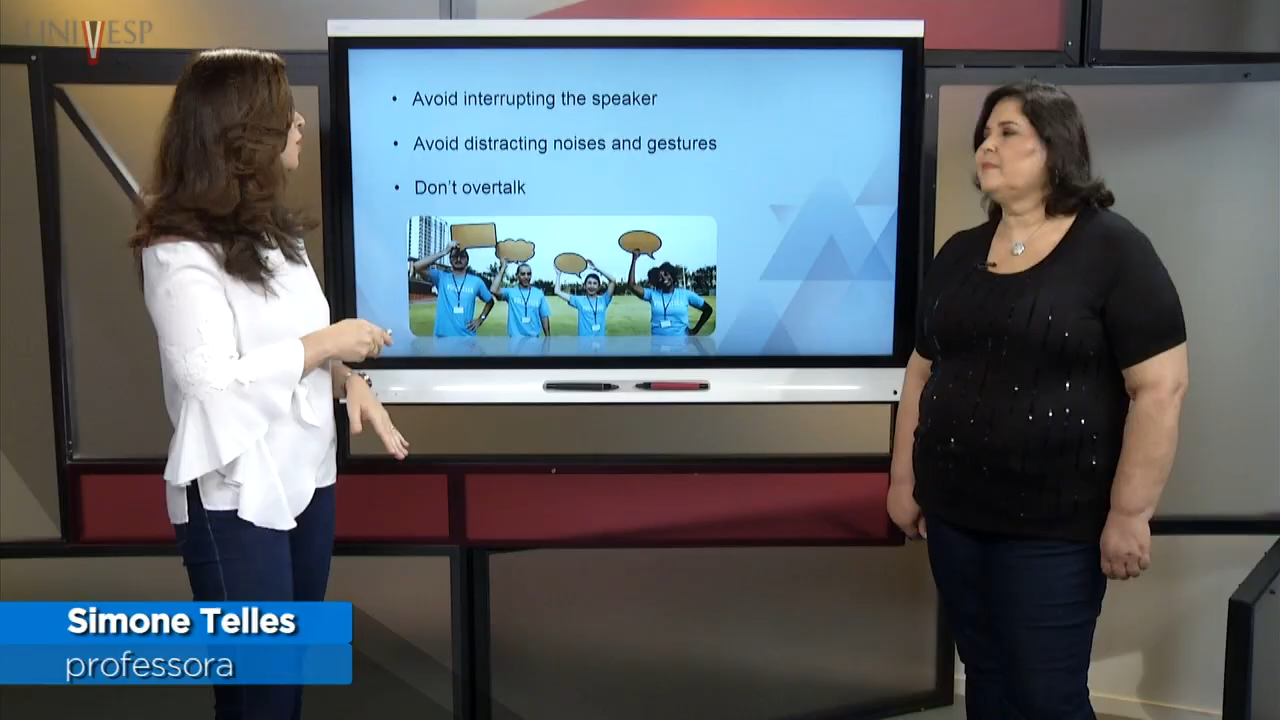 UNIVESP
• Avoid interrupting the speaker
• Avoid distracting noises and gestures
• Don't overtalk
Simone Telles
professora